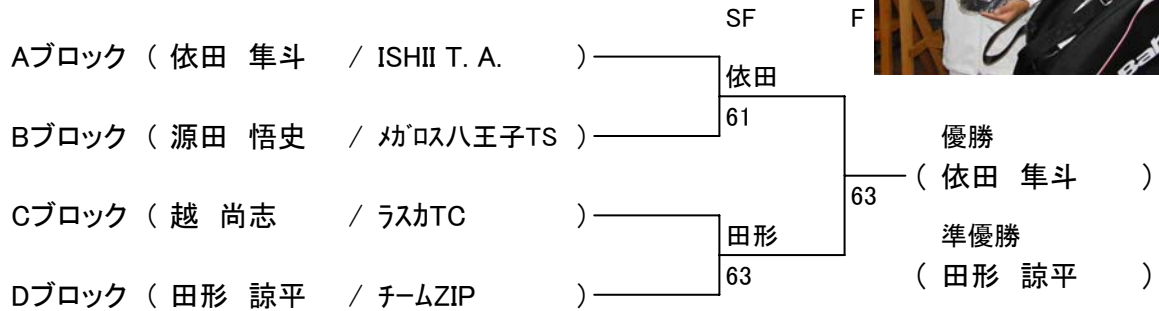 SF F
Aブロック ( 依田 隼斗 / ISHII T. A. )
依田
61
Bブロック ( 源田 悟史 / ﾒｶﾞﾛｽ八王子TS )
優勝
( 依田 隼斗 )
63
Cブロック ( 越 尚志 / ﾗｽｶTC )
田形
準優勝
63
( 田形 諒平 )
Dブロック ( 田形 諒平 / ﾁｰﾑZIP )
Bab